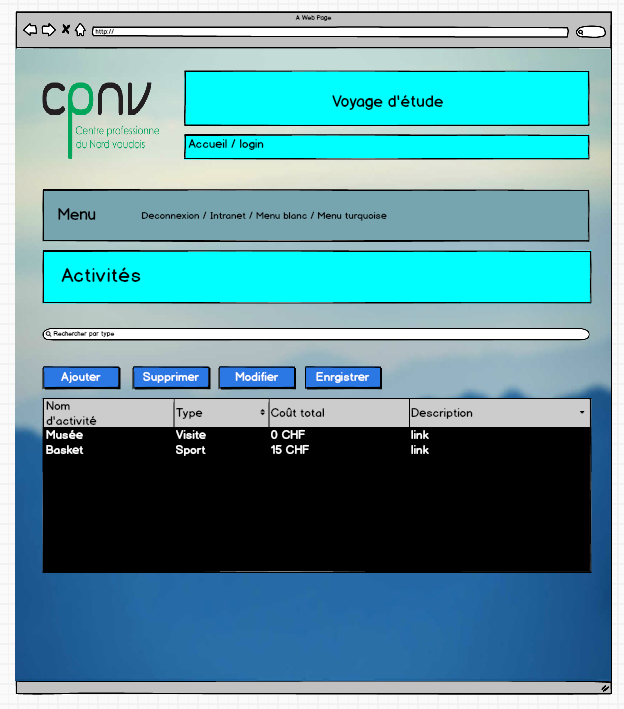 A Web Page
http://
cpnv
Centre professionne
du Nord vaudois
Voyage d'étude
Accueil / login
Menu
Deconnexion / Intranet / Menu blanc / Menu turquoise
Activités
Rechercher par type
Ajouter Supprimer Modifier Enrgistrer
Nom d'activité Type Coût total Description
Musée Visite 0 CHF link
Basket Sport 15 CHF link